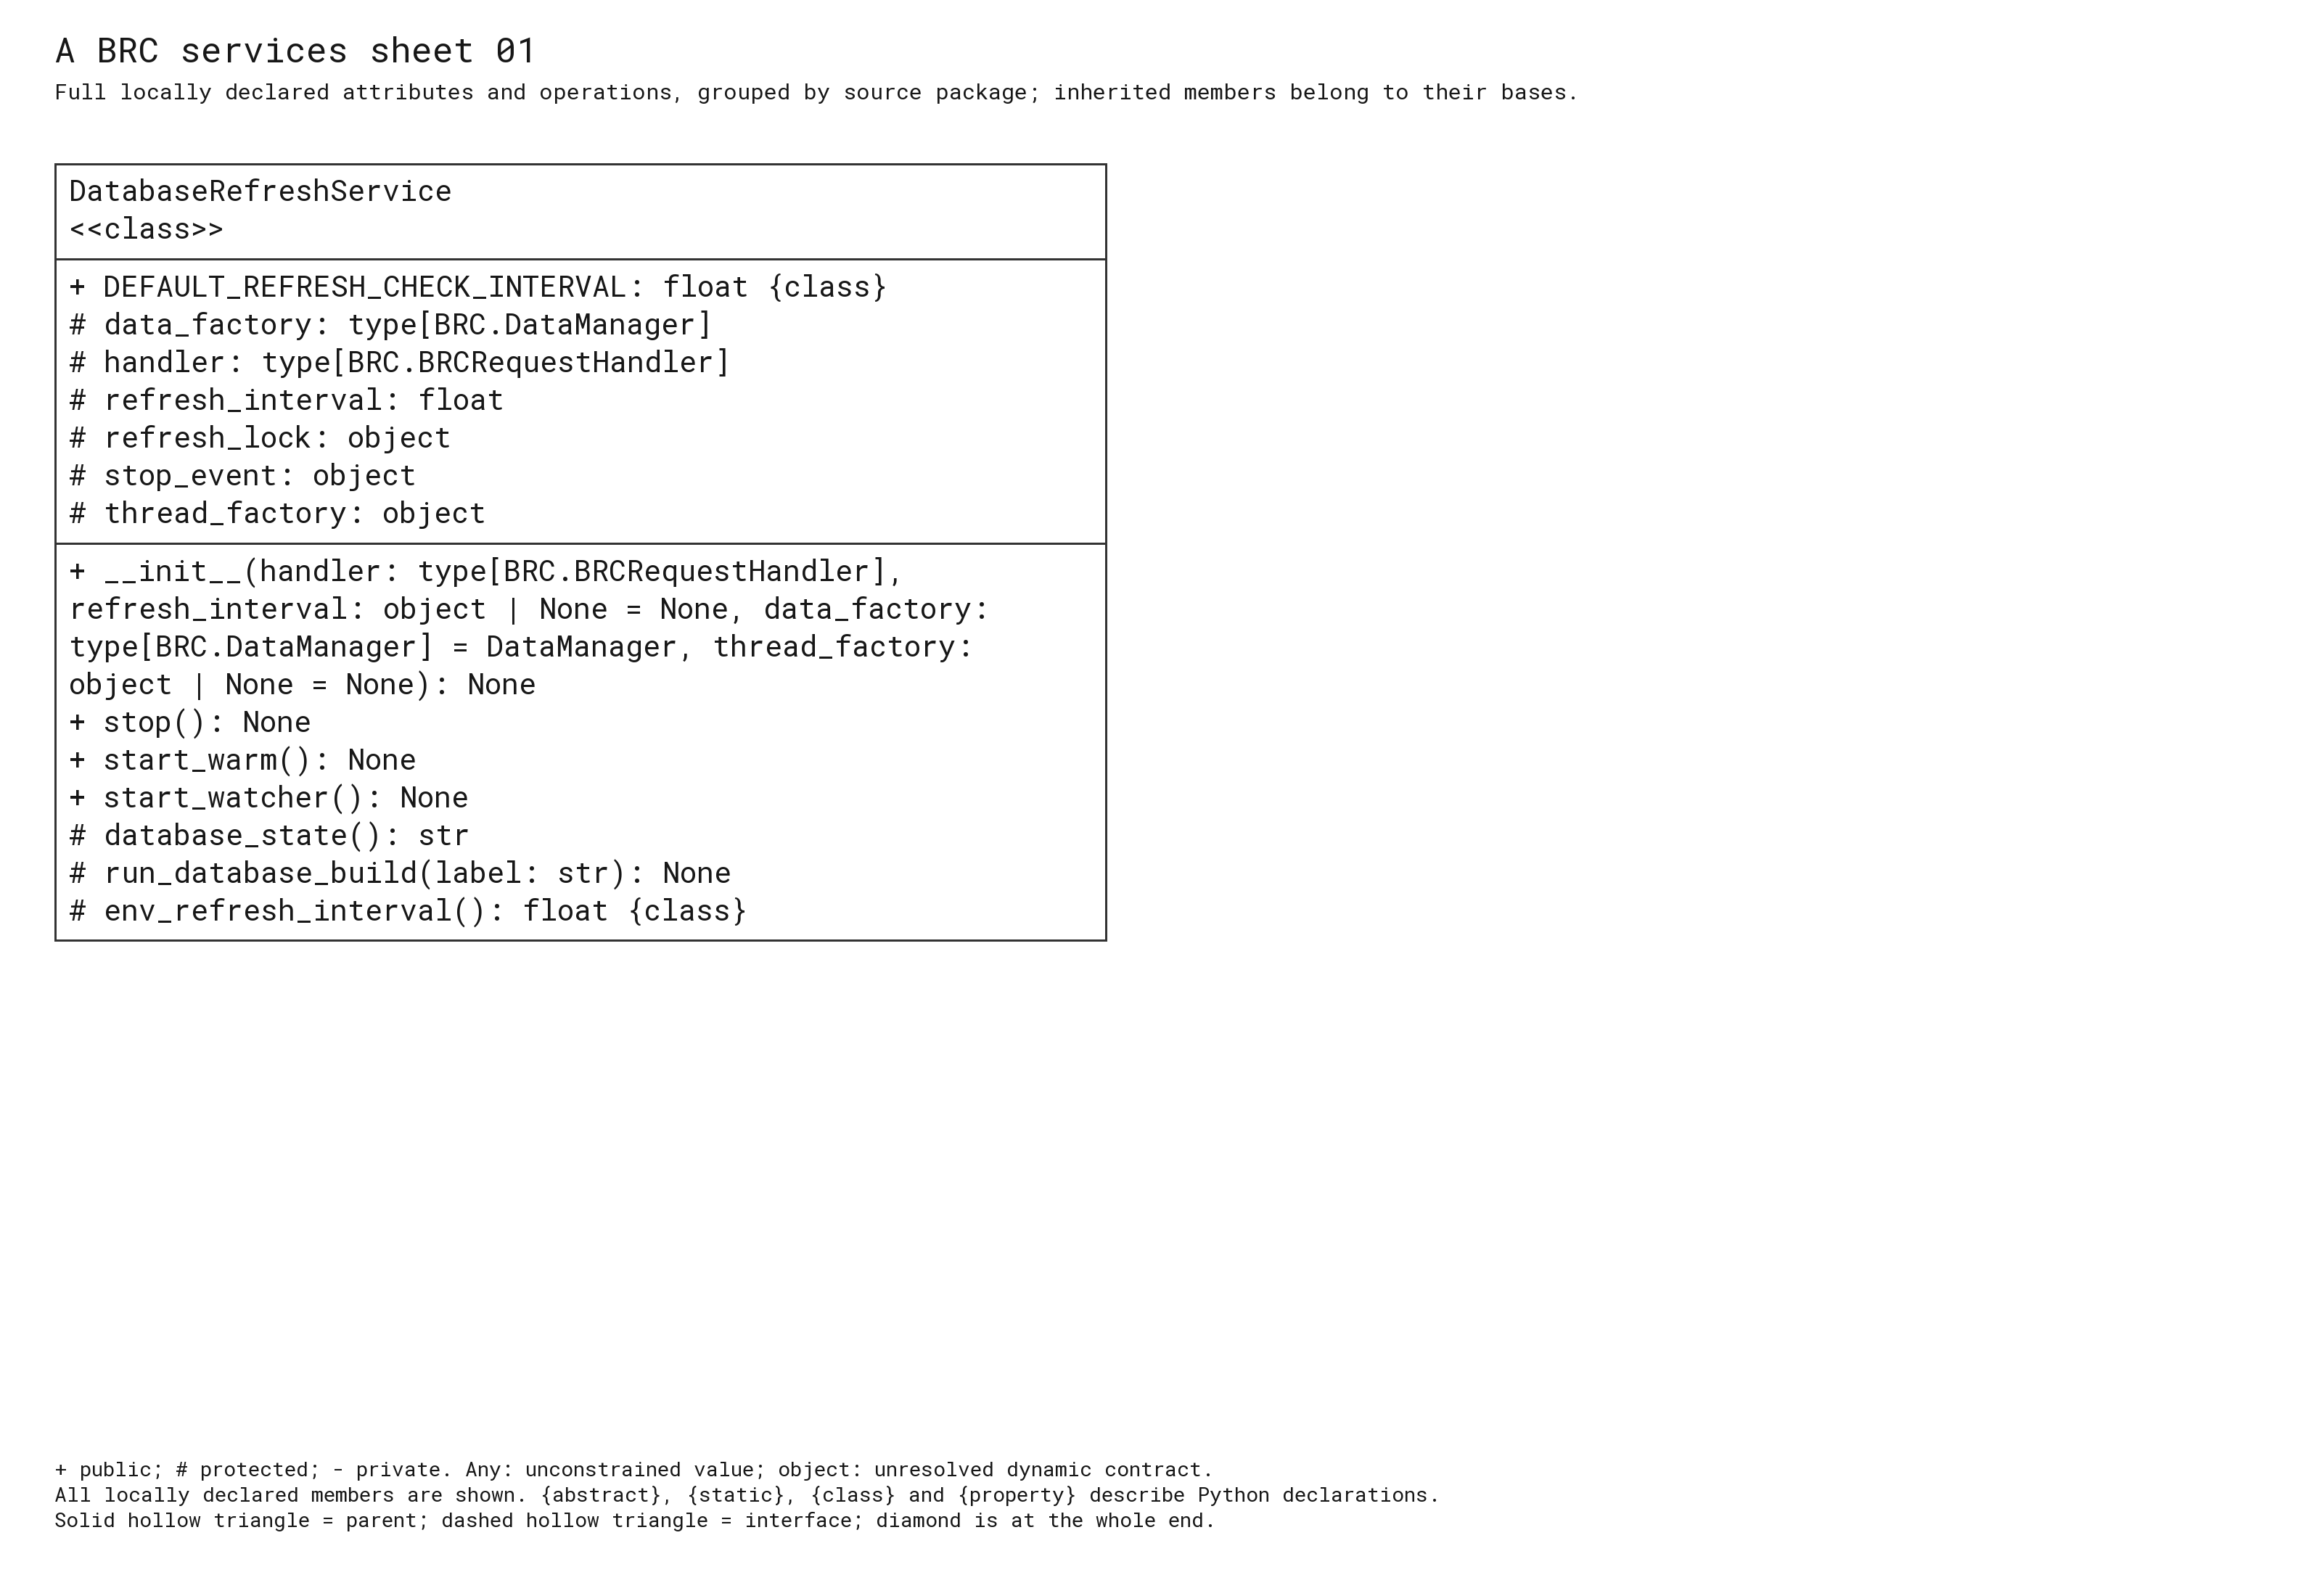 A BRC services sheet 01
Full locally declared attributes and operations, grouped by source package; inherited members belong to their bases.
DatabaseRefreshService
<<class>>
+ DEFAULT_REFRESH_CHECK_INTERVAL: float {class}
# data_factory: type[BRC.DataManager]
# handler: type[BRC.BRCRequestHandler]
# refresh_interval: float
# refresh_lock: object
# stop_event: object
# thread_factory: object
+ __init__(handler: type[BRC.BRCRequestHandler],
refresh_interval: object | None = None, data_factory:
type[BRC.DataManager] = DataManager, thread_factory:
object | None = None): None
+ stop(): None
+ start_warm(): None
+ start_watcher(): None
# database_state(): str
# run_database_build(label: str): None
# env_refresh_interval(): float {class}
+ public; # protected; - private. Any: unconstrained value; object: unresolved dynamic contract.
All locally declared members are shown. {abstract}, {static}, {class} and {property} describe Python declarations.
Solid hollow triangle = parent; dashed hollow triangle = interface; diamond is at the whole end.